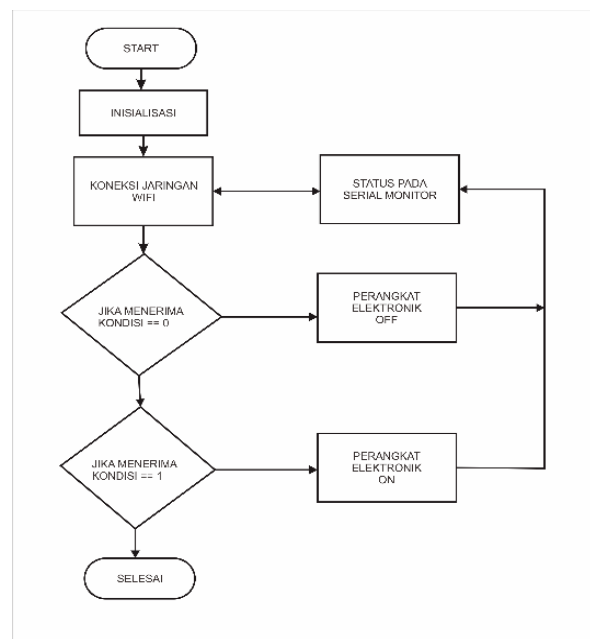 START
INISIALISASI
KONEKSI JARINGAN
WIFI
STATUS PADA
SERIAL MONITOR
JIKA MENERIMA
KONDISI == 0
PERANGKAT
ELEKTRONIK
OFF
JIKA MENERIMA
KONDISI == 1
PERANGKAT
ELEKTRONIK
ON
SELESAI